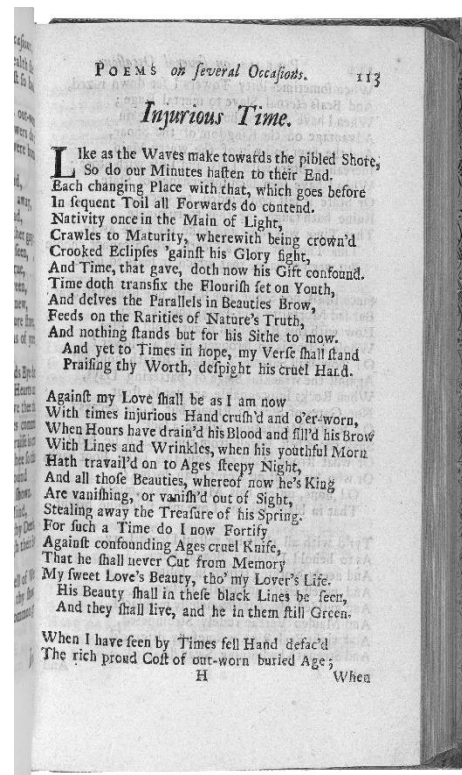 POEMS on ſeveral Occaſions. 113
Injurious Time.
LIke as the Waves make towards the pibled Shore,
So do our Minutes haſten to their End.
Each changing Place with that, which goes before
In ſequent Toil all Forwards do contend.
Nativity once in the Main of Light,
Crawles to Maturity, wherewith being crown'd
Crooked Eclipſes 'gainſt his Glory fight,
And Time, that gave, doth now his Gift confound.
Time doth tranſfix the Flouriſh ſet on Youth,
And delves the Parallels in Beauties Brow,
Feeds on the Rarities of Nature's Truth,
And nothing ſtands but for his Sithe to mow.
And yet to Times in hope, my Verſe ſhall ſtand
Praiſing thy Worth, deſpight his cruel Hard.
Againſt my Love ſhall be as I am now
With times injurious Hand cruſh'd and o'er-worn,
When Hours have drain'd his Blood and fill'd his Brow
With Lines and Wrinkles, when his youthful Morn
Hath travail'd on to Ages ſteepy Night,
And all thoſe Beauties, whereof now he's King
Are vaniſhing, or vaniſh'd out of Sight,
Stealing away the Treaſure of his Spring.
For ſuch a Time do I now Fortify
Againſt confounding Ages cruel Knife,
That he ſhall never Cut from Memory
My ſweet Love's Beauty, tho' my Lover's Life.
His Beauty ſhall in theſe black Lines be ſeen,
And they ſhall live, and he in them ſtill Green.
When I have ſeen by Times fell Hand defac'd
The rich proud Coſt of out-worn buried Age;
H When